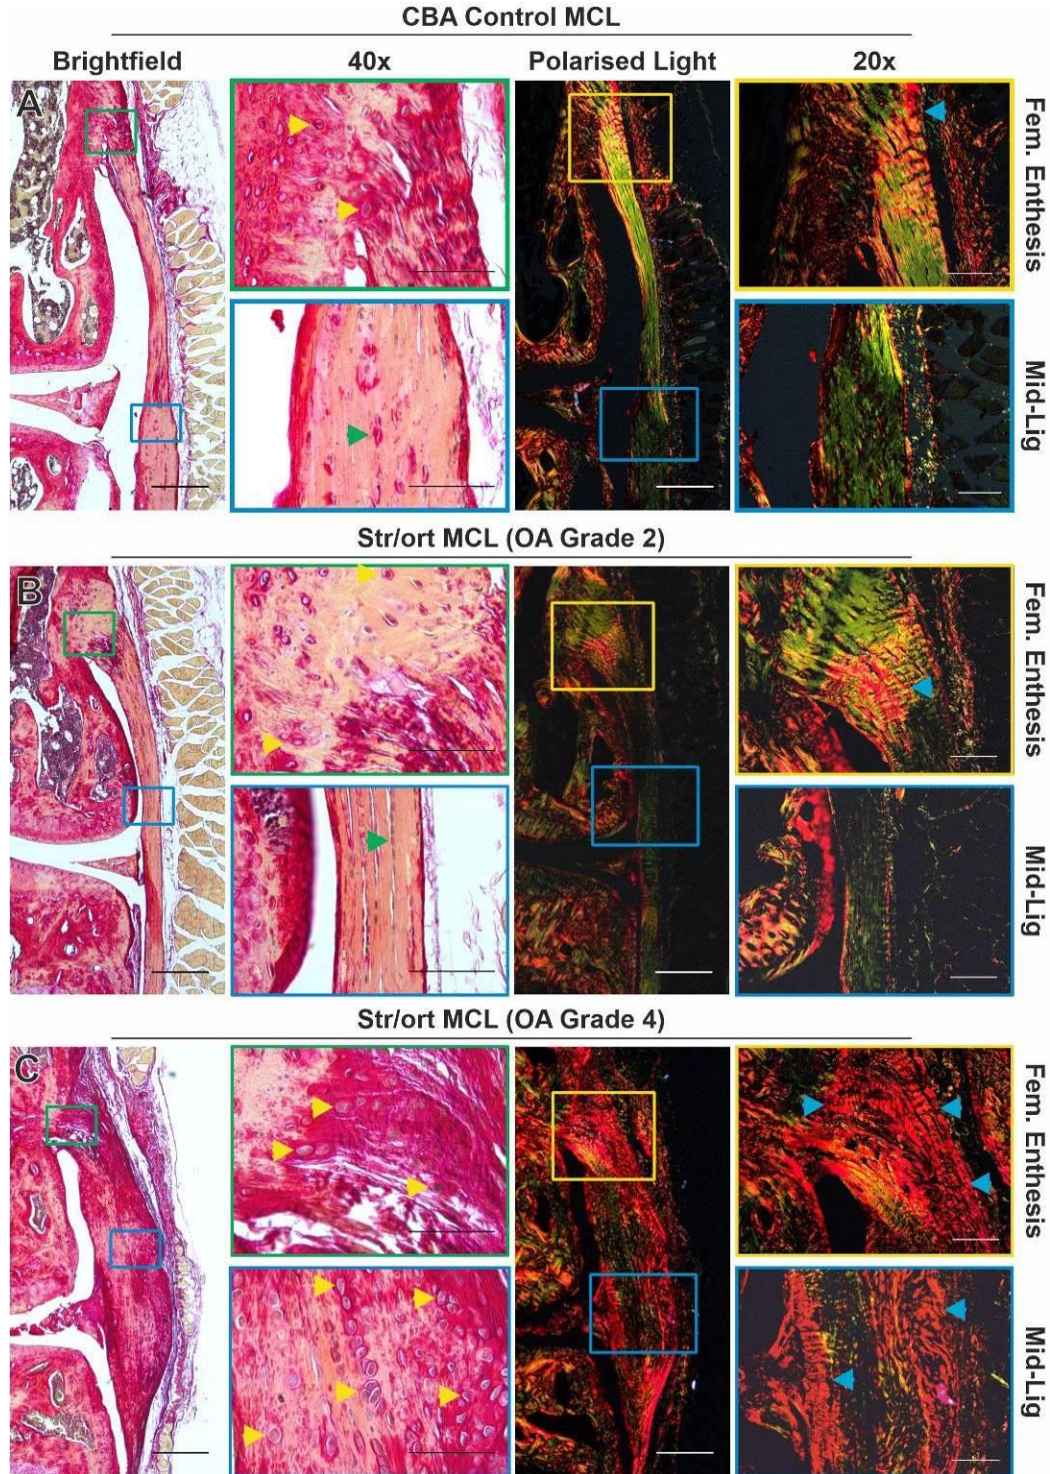 CBA Control MCL
Brightfield 40x Polarised Light 20x
A
Fem. Enthesis
Mid-Lig
Str/ort MCL (OA Grade 2)
B
Fem. Enthesis
Mid-Lig
Str/ort MCL (OA Grade 4)
C
Fem. Enthesis
Mid-Lig